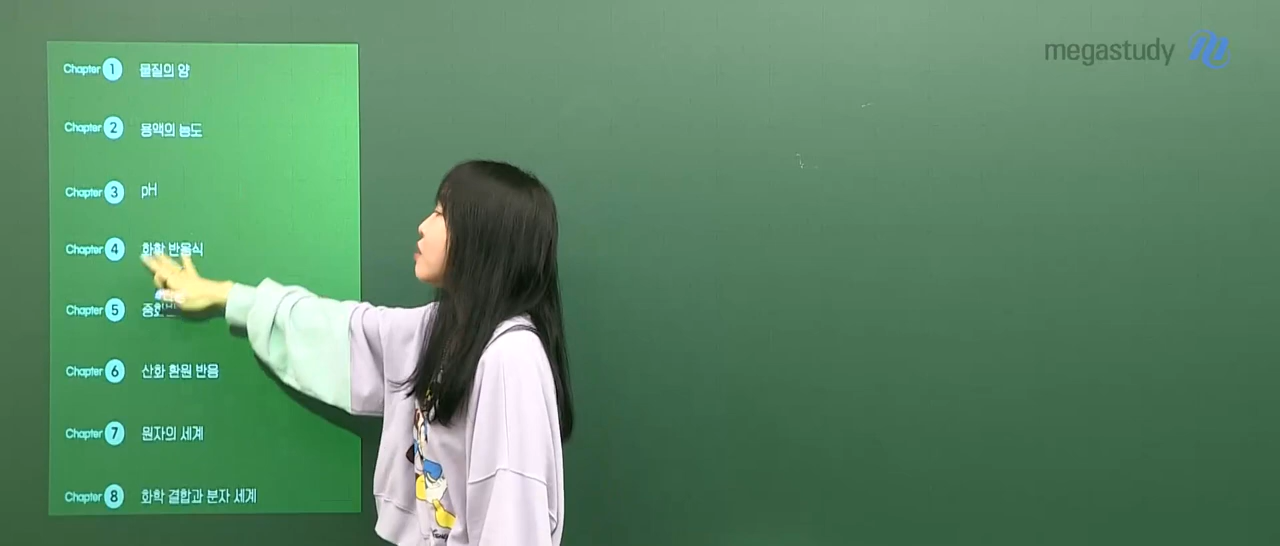 megastudy
Chapter 1 물질의 양
Chapter 2 용액의 농도
Chapter 3 pH
Chapter 4 화학 반응식
Chapter 5
Chapter 6 산화 환원 반응
Chapter 7 원자의 세계
Chapter 8 화학 결합과 분자 세계